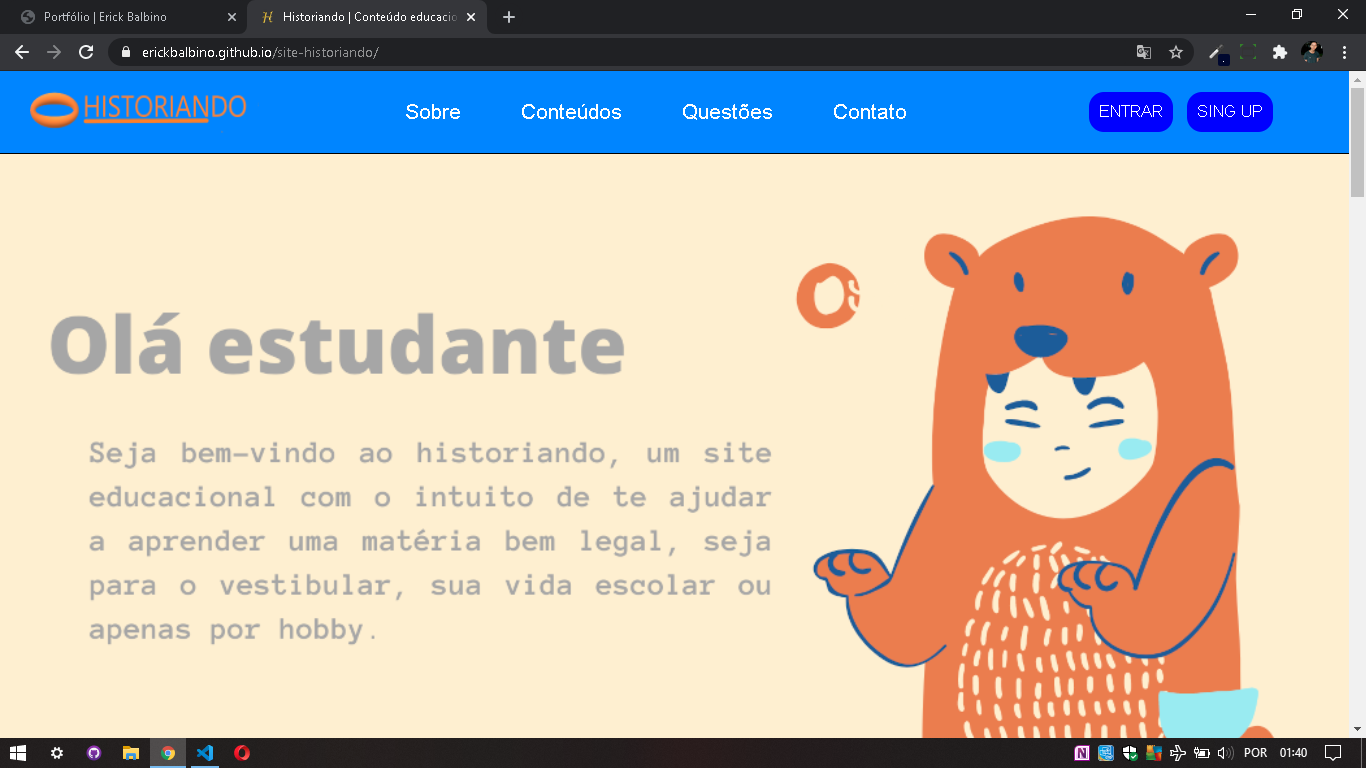 Portfólio | Erick Balbino
Historiando | Conteúdo educacio
erickbalbino.github.io/site-historiando/
HISTORIANDO
Sobre
Conteúdos
Questões
Contato
ENTRAR
SING UP
Olá estudante
Seja bem-vindo ao historiando, um site
educacional com o intuito de te ajudar
a aprender uma matéria bem legal, seja
para o vestibular, sua vida escolar ou
apenas por hobby.
POR
01:40